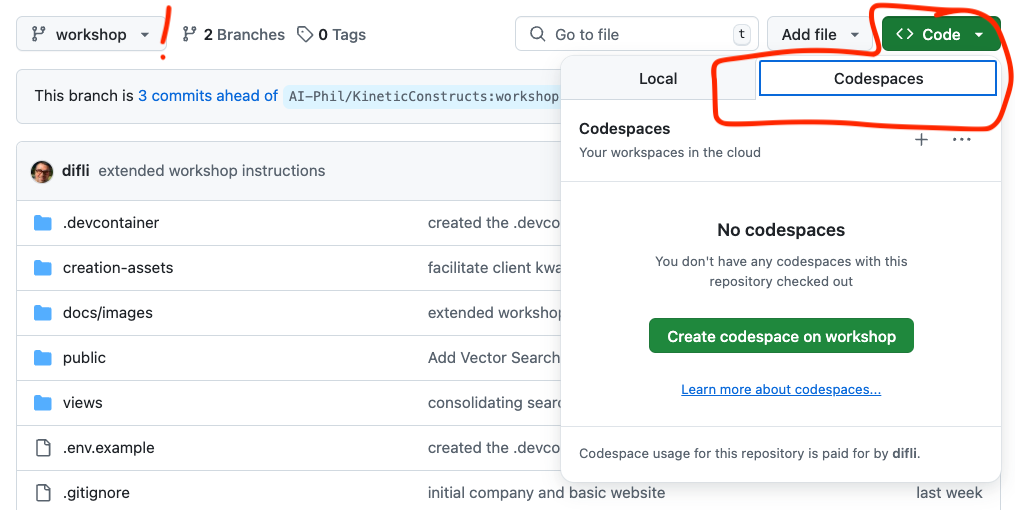 workshop
!
2 Branches
0 Tags
Go to file
t
Add file
Code
This branch is 3 commits ahead of AI-Phil/KineticConstructs:workshop
Local
Codespaces
Codespaces
Your workspaces in the cloud
No codespaces
You don't have any codespaces with this
repository checked out
Create codespace on workshop
Learn more about codespaces...
Codespace usage for this repository is paid for by difli.
difli extended workshop instructions
.devcontainer created the .devco
creation-assets facilitate client kwa
docs/images extended workshop
public Add Vector Search
views consolidating sear
.env.example created the .devco
.gitignore initial company and basic website last week